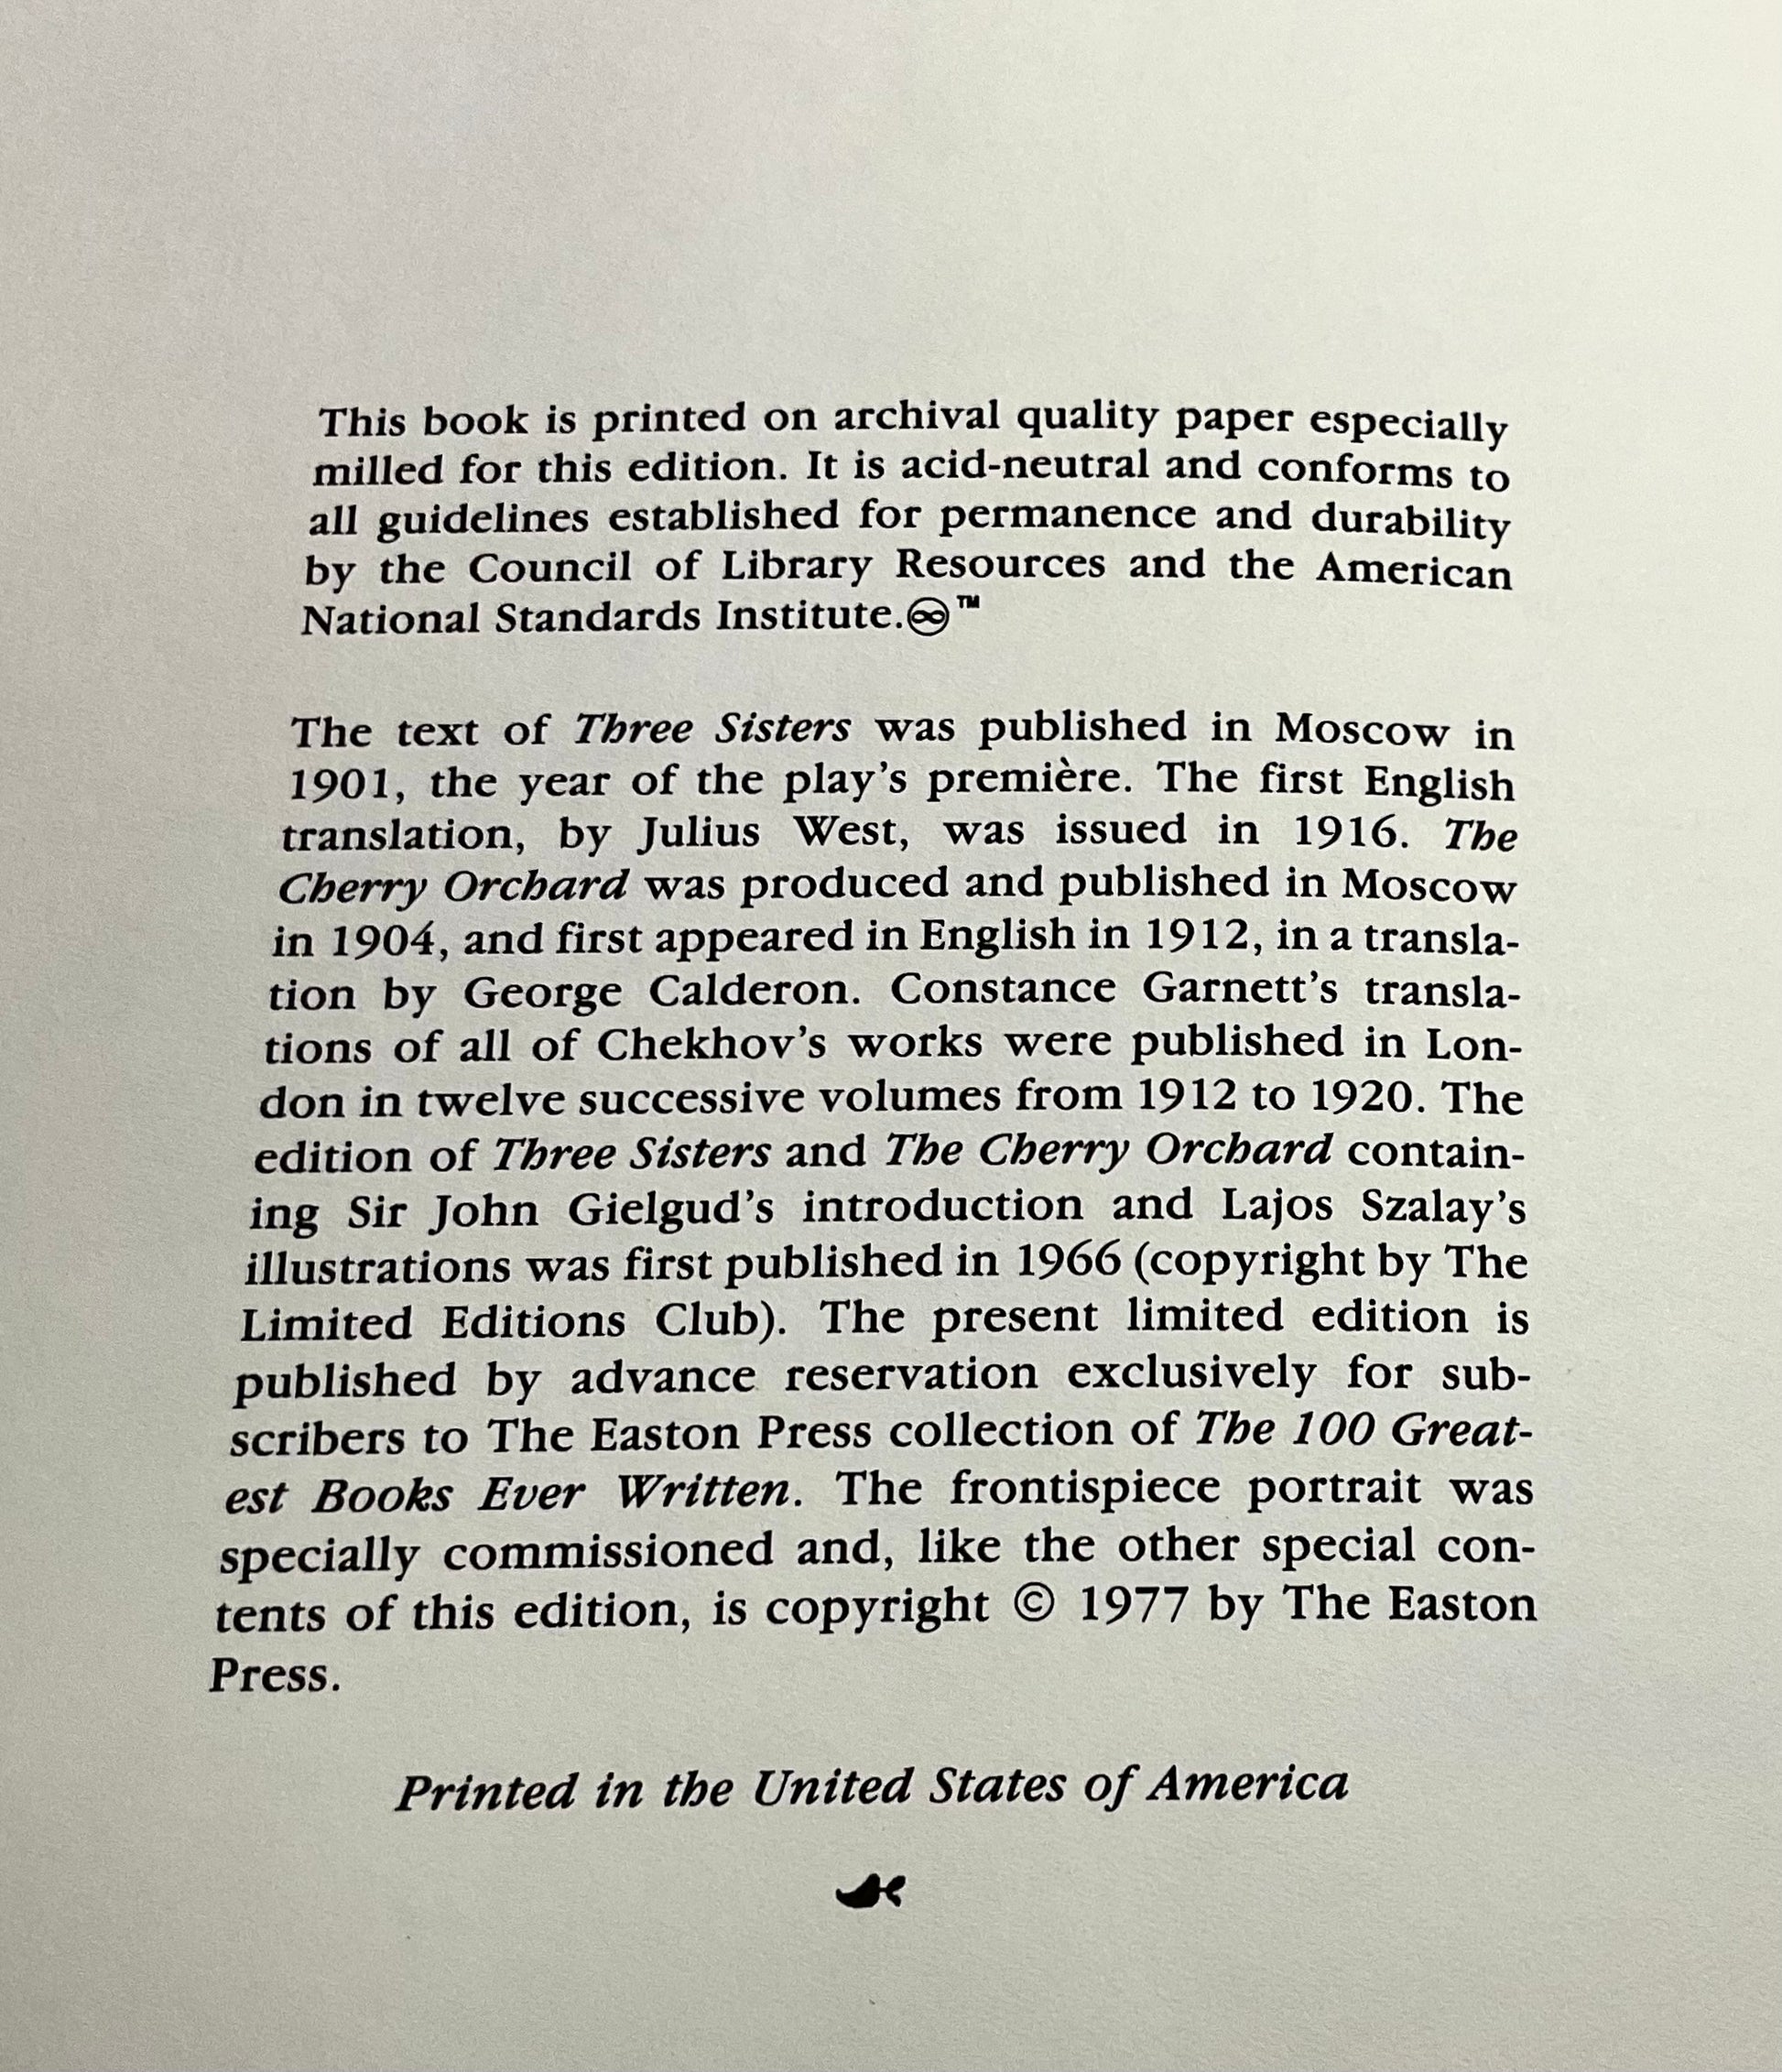 This book is printed on archival quality paper especially
milled for this edition. It is acid-neutral and conforms to
all guidelines established for permanence and durability
by the Council of Library Resources and the American
National Standards Institute.♾™
The text of Three Sisters was published in Moscow in
1901, the year of the play's première. The first English
translation, by Julius West, was issued in 1916. The
Cherry Orchard was produced and published in Moscow
in 1904, and first appeared in English in 1912, in a transla-
tion by George Calderon. Constance Garnett's transla-
tions of all of Chekhov's works were published in Lon-
don in twelve successive volumes from 1912 to 1920. The
edition of Three Sisters and The Cherry Orchard contain-
ing Sir John Gielgud's introduction and Lajos Szalay's
illustrations was first published in 1966 (copyright by The
Limited Editions Club). The present limited edition is
published by advance reservation exclusively for sub-
scribers to The Easton Press collection of The 100 Great-
est Books Ever Written. The frontispiece portrait was
specially commissioned and, like the other special con-
tents of this edition, is copyright © 1977 by The Easton
Press.
Printed in the United States of America